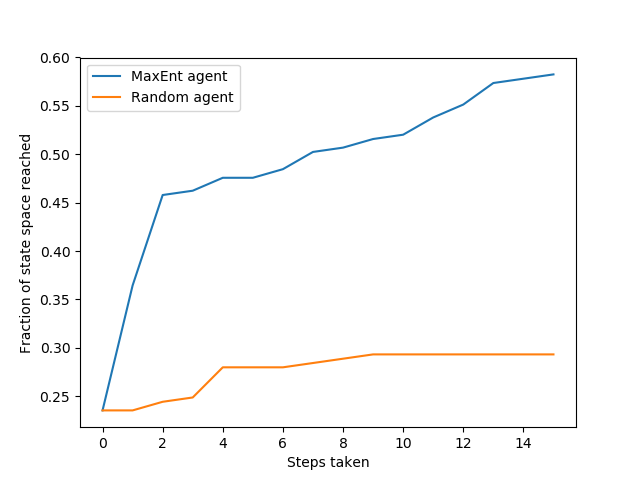 MaxEnt agent
Random agent
Fraction of state space reached
0.60
0.55
0.50
0.45
0.40
0.35
0.30
0.25
0 2 4 6 8 10 12 14
Steps taken